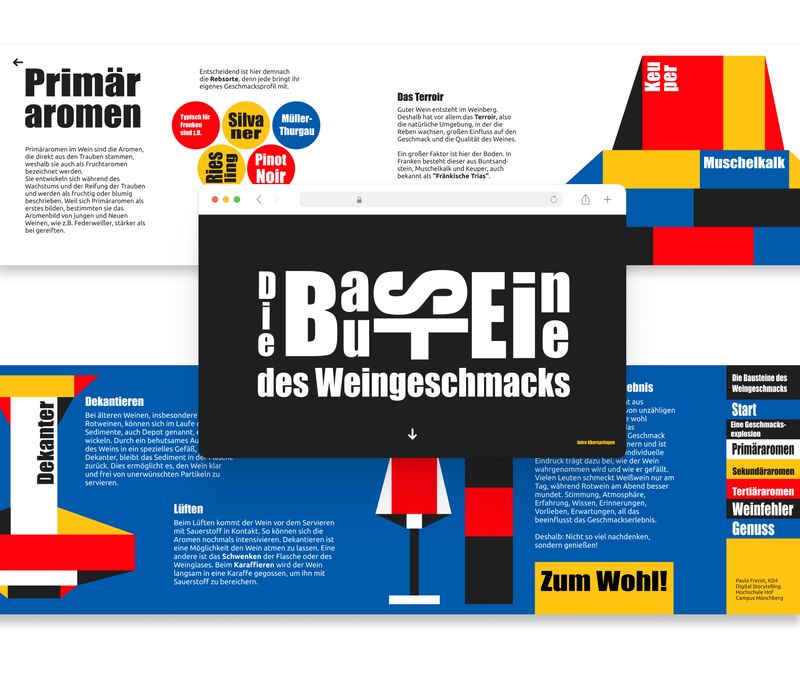 Primär
aromen
Primäraromen im Wein sind die Aromen,
die direkt aus den Trauben stammen,
weshalb sie auch als Fruchtaromen
bezeichnet werden.
Sie entwickeln sich während des
Wachstums und der Reifung der Trauben
und werden als fruchtig oder blumig
beschrieben. Weil sich Primäraromen als
erstes bilden, bestimmten sie das
Aromenbild von jungen und Neuen
Weinen, wie z.B. Federweißer, stärker als
bei gereiften.
Entscheidend ist hier demnach
die Rebsorte, denn jede bringt ihr
eigenes Geschmacksprofil mit.
Typisch für
Franken
sind z.B.
Silva
ner
Müller-
Thurgau
Ries
ling
Pinot
Noir
Das Terroir
Guter Wein entsteht im Weinberg.
Deshalb hat vor allem das Terroir, also
die natürliche Umgebung, in der die
Reben wachsen, großen Einfluss auf den
Geschmack und die Qualität des Weines.
Ein großer Faktor ist hier der Boden. In
Franken besteht dieser aus Buntsand-
stein, Muschelkalk und Keuper, auch
bekannt als "Fränkische Trias".
Keu
per
Muschelkalk
Die Bausteine
des Weingeschmacks
Intro überspringen
Dekanter
Dekantieren
Bei älteren Weinen, insbesondere
Rotweinen, können sich im Laufe
Sedimente, auch Depot genannt,
wickeln. Durch ein behutsames
des Weins in ein spezielles Gefäß,
Dekanter, bleibt das Sediment in der Flasche
zurück. Dies ermöglicht es, den Wein klar
und frei von unerwünschten Partikeln zu
servieren.
Lüften
Beim Lüften kommt der Wein vor dem Servieren
mit Sauerstoff in Kontakt. So können sich die
Aromen nochmals intensivieren. Dekantieren ist
eine Möglichkeit den Wein atmen zu lassen. Eine
andere ist das Schwenken der Flasche oder des
Weinglases. Beim Karaffieren wird der Wein
langsam in eine Karaffe gegossen, um ihn mit
Sauerstoff zu bereichern.
lebnis
aus
von unzähligen
wohl
das
Geschmack
nern und ist
individuelle
Eindruck trägt dazu bei, wie der Wein
wahrgenommen wird und wie er gefällt.
Vielen Leuten schmeckt Weißwein nur am
Tag, während Rotwein am Abend besser
mundet. Stimmung, Atmosphäre,
Erfahrung, Wissen, Erinnerungen,
Vorlieben, Erwartungen, all das
beeinflusst das Geschmackserlebnis.
Deshalb: Nicht so viel nachdenken,
sondern genießen!
Zum Wohl!
Die Bausteine des
Weingeschmacks
Start
Eine Geschmacks-
explosion
Primäraromen
Sekundäraromen
Tertiäraromen
Weinfehler
Genuss
Paula Frecot, KD4
Digital Storytelling
Hochschule Hof
Campus Münchberg